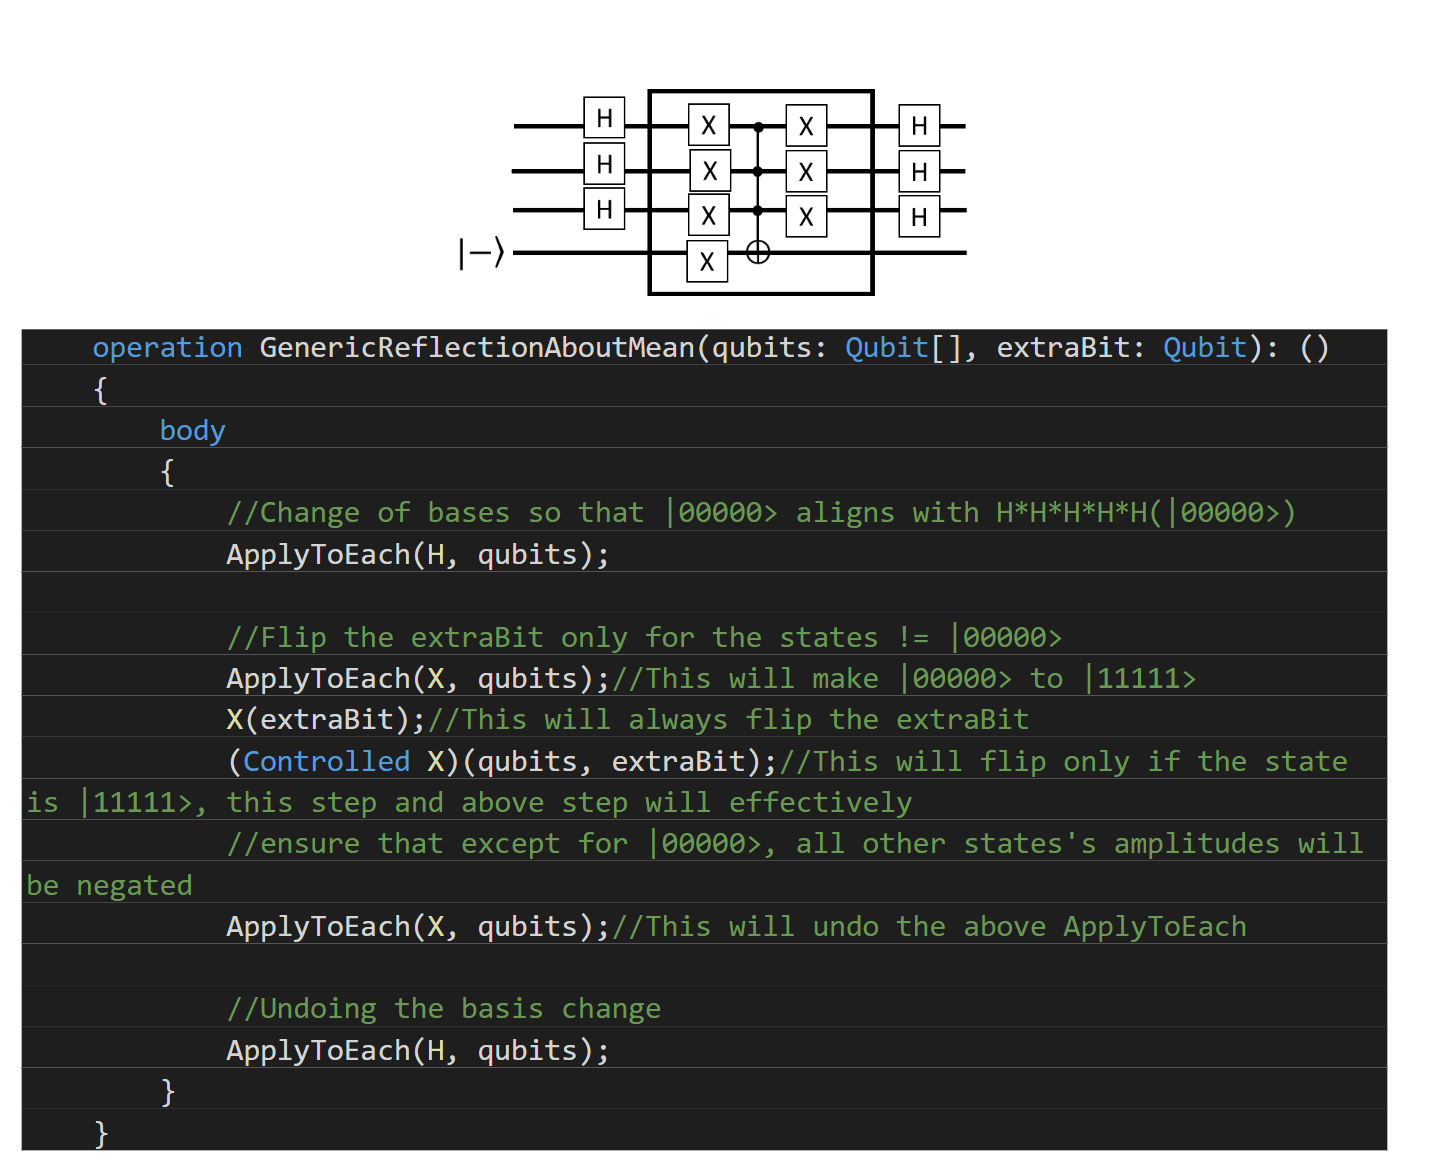 H X X H
H X X H
H X X H
|−⟩ X
operation GenericReflectionAboutMean(qubits: Qubit[], extraBit: Qubit): ()
{
body
{
//Change of bases so that |00000> aligns with H*H*H*H*H(|00000>)
ApplyToEach(H, qubits);
//Flip the extraBit only for the states != |00000>
ApplyToEach(X, qubits);//This will make |00000> to |11111>
X(extraBit);//This will always flip the extraBit
(Controlled X)(qubits, extraBit);//This will flip only if the state
is |11111>, this step and above step will effectively
//ensure that except for |00000>, all other states's amplitudes will
be negated
ApplyToEach(X, qubits);//This will undo the above ApplyToEach
//Undoing the basis change
ApplyToEach(H, qubits);
}
}